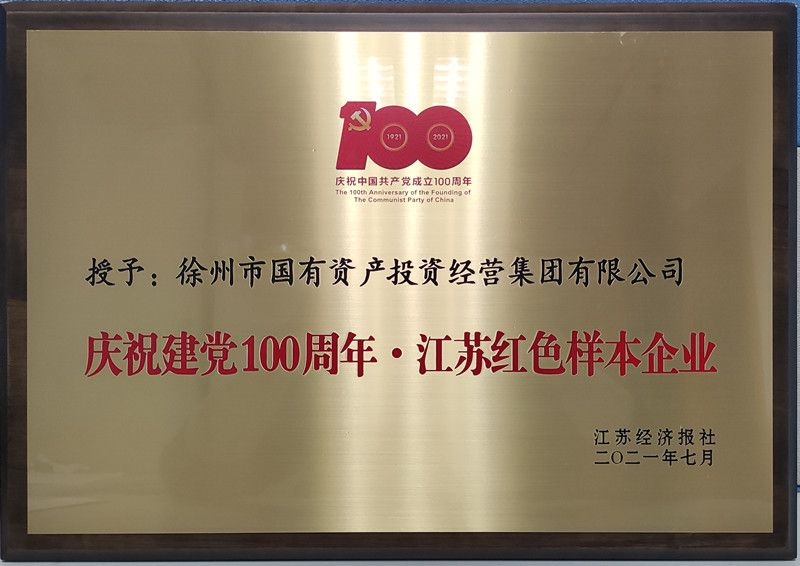 1921 2021
庆祝中国共产党成立100周年
The 100th Anniversary of the Founding of
The Communist Party of China
授予：徐州市国有资产投资经营集团有限公司
庆祝建党100周年·江苏红色样本企业
江苏经济报社
二〇二一年七月